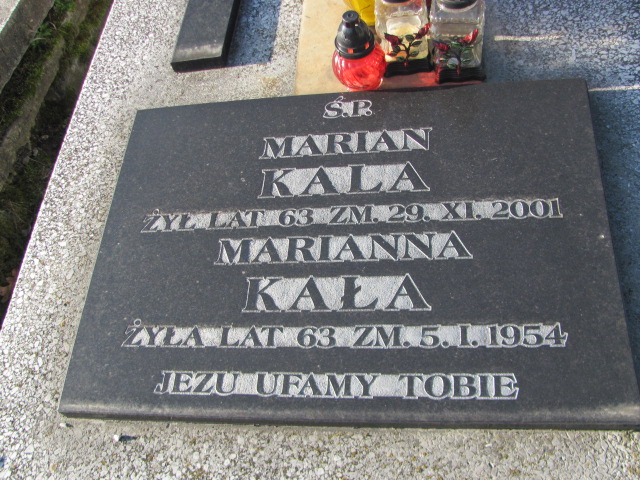 Ś.P.
MARIAN
KAŁA
ŻYŁ LAT 63 ZM. 29. XI. 2001
MARIANNA
KAŁA
ŻYŁA LAT 63 ZM. 5. I. 1954
JEZU UFAMY TOBIE